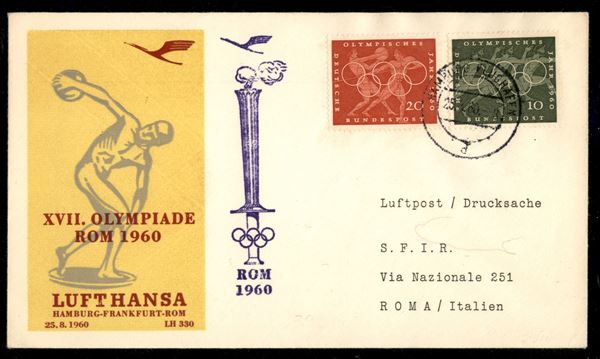 XVII. OLYMPIADE
ROM 1960
LUFTHANSA
HAMBURG-FRANKFURT-ROM
25.8.1960 LH 330
ROM
1960
OLYMPISCHES
JAHR 1960
DEUTSCHE
BUNDESPOST
20
OLYMPISCHES
JAHR 1960
DEUTSCHE
BUNDESPOST
10
Luftpost / Drucksache
S.F.I.R.
Via Nazionale 251
ROMA/Italien